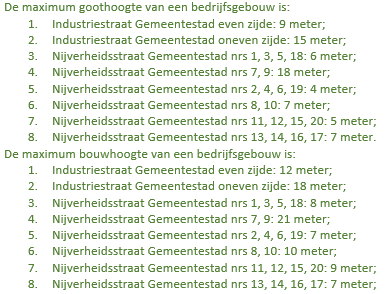 De maximum goothoogte van een bedrijfsgebouw is:
1. Industriestraat Gemeentestad even zijde: 9 meter;
2. Industriestraat Gemeentestad oneven zijde: 15 meter;
3. Nijverheidsstraat Gemeentestad nrs 1, 3, 5, 18: 6 meter;
4. Nijverheidsstraat Gemeentestad nrs 7, 9: 18 meter;
5. Nijverheidsstraat Gemeentestad nrs 2, 4, 6, 19: 4 meter;
6. Nijverheidsstraat Gemeentestad nrs 8, 10: 7 meter;
7. Nijverheidsstraat Gemeentestad nrs 11, 12, 15, 20: 5 meter;
8. Nijverheidsstraat Gemeentestad nrs 13, 14, 16, 17: 7 meter.
De maximum bouwhoogte van een bedrijfsgebouw is:
1. Industriestraat Gemeentestad even zijde: 12 meter;
2. Industriestraat Gemeentestad oneven zijde: 18 meter;
3. Nijverheidsstraat Gemeentestad nrs 1, 3, 5, 18: 8 meter;
4. Nijverheidsstraat Gemeentestad nrs 7, 9: 21 meter;
5. Nijverheidsstraat Gemeentestad nrs 2, 4, 6, 19: 7 meter;
6. Nijverheidsstraat Gemeentestad nrs 8, 10: 10 meter;
7. Nijverheidsstraat Gemeentestad nrs 11, 12, 15, 20: 9 meter;
8. Nijverheidsstraat Gemeentestad nrs 13, 14, 16, 17: 7 meter;